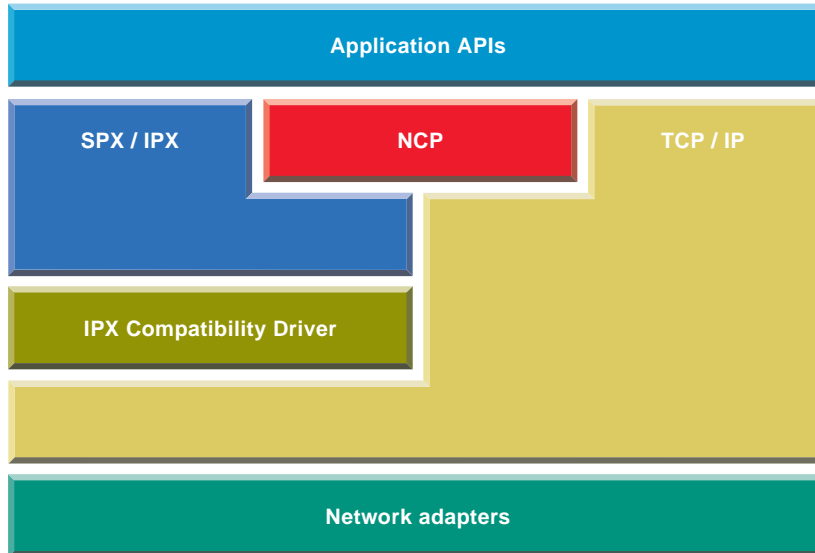 Application APIs
SPX / IPX
NCP
TCP / IP
IPX Compatibility Driver
Network adapters